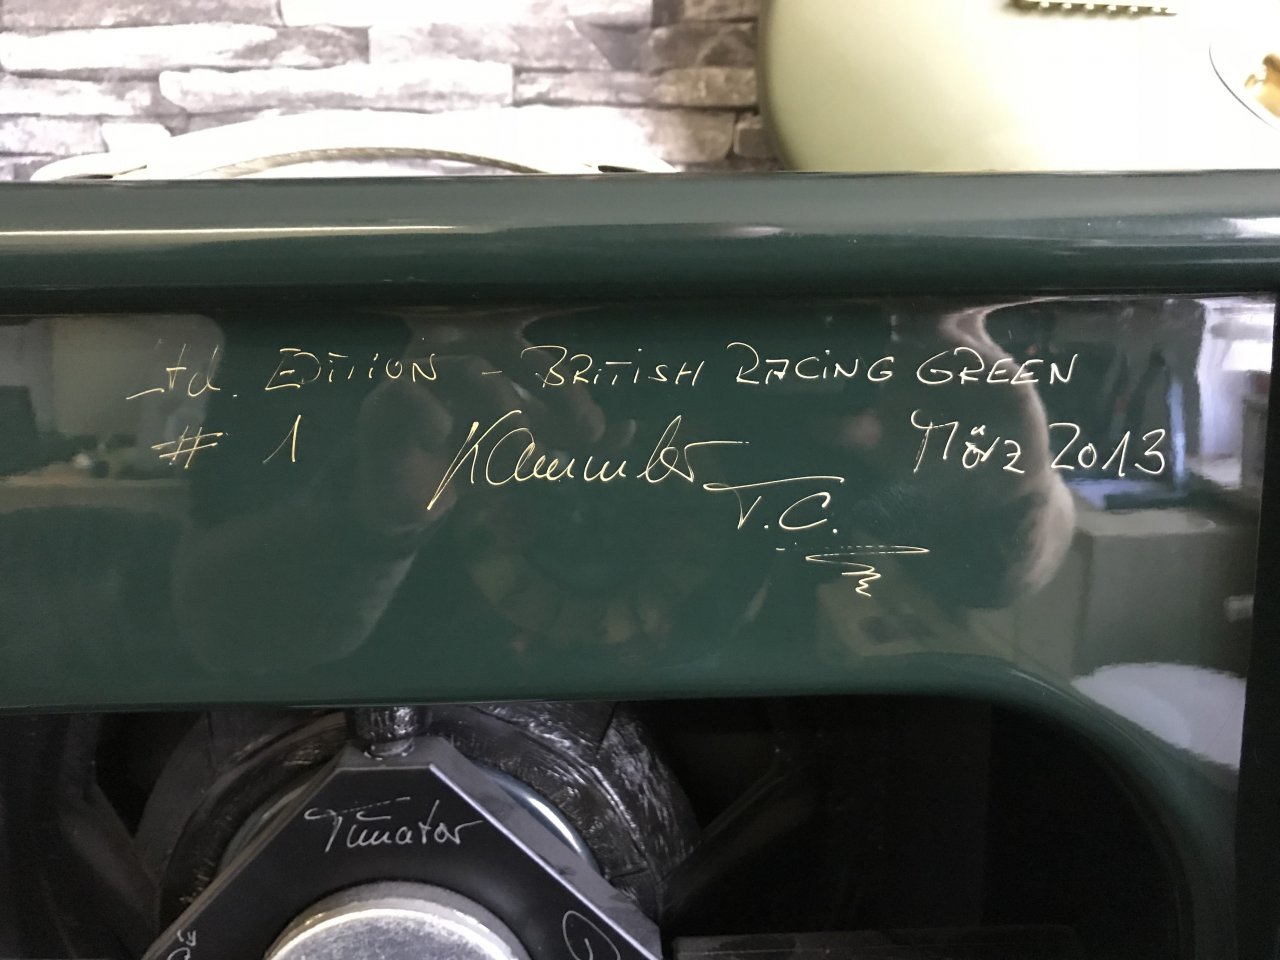 Ltd. EDITION - BRITISH RACING GREEN
# 1
März 2013
T.C.